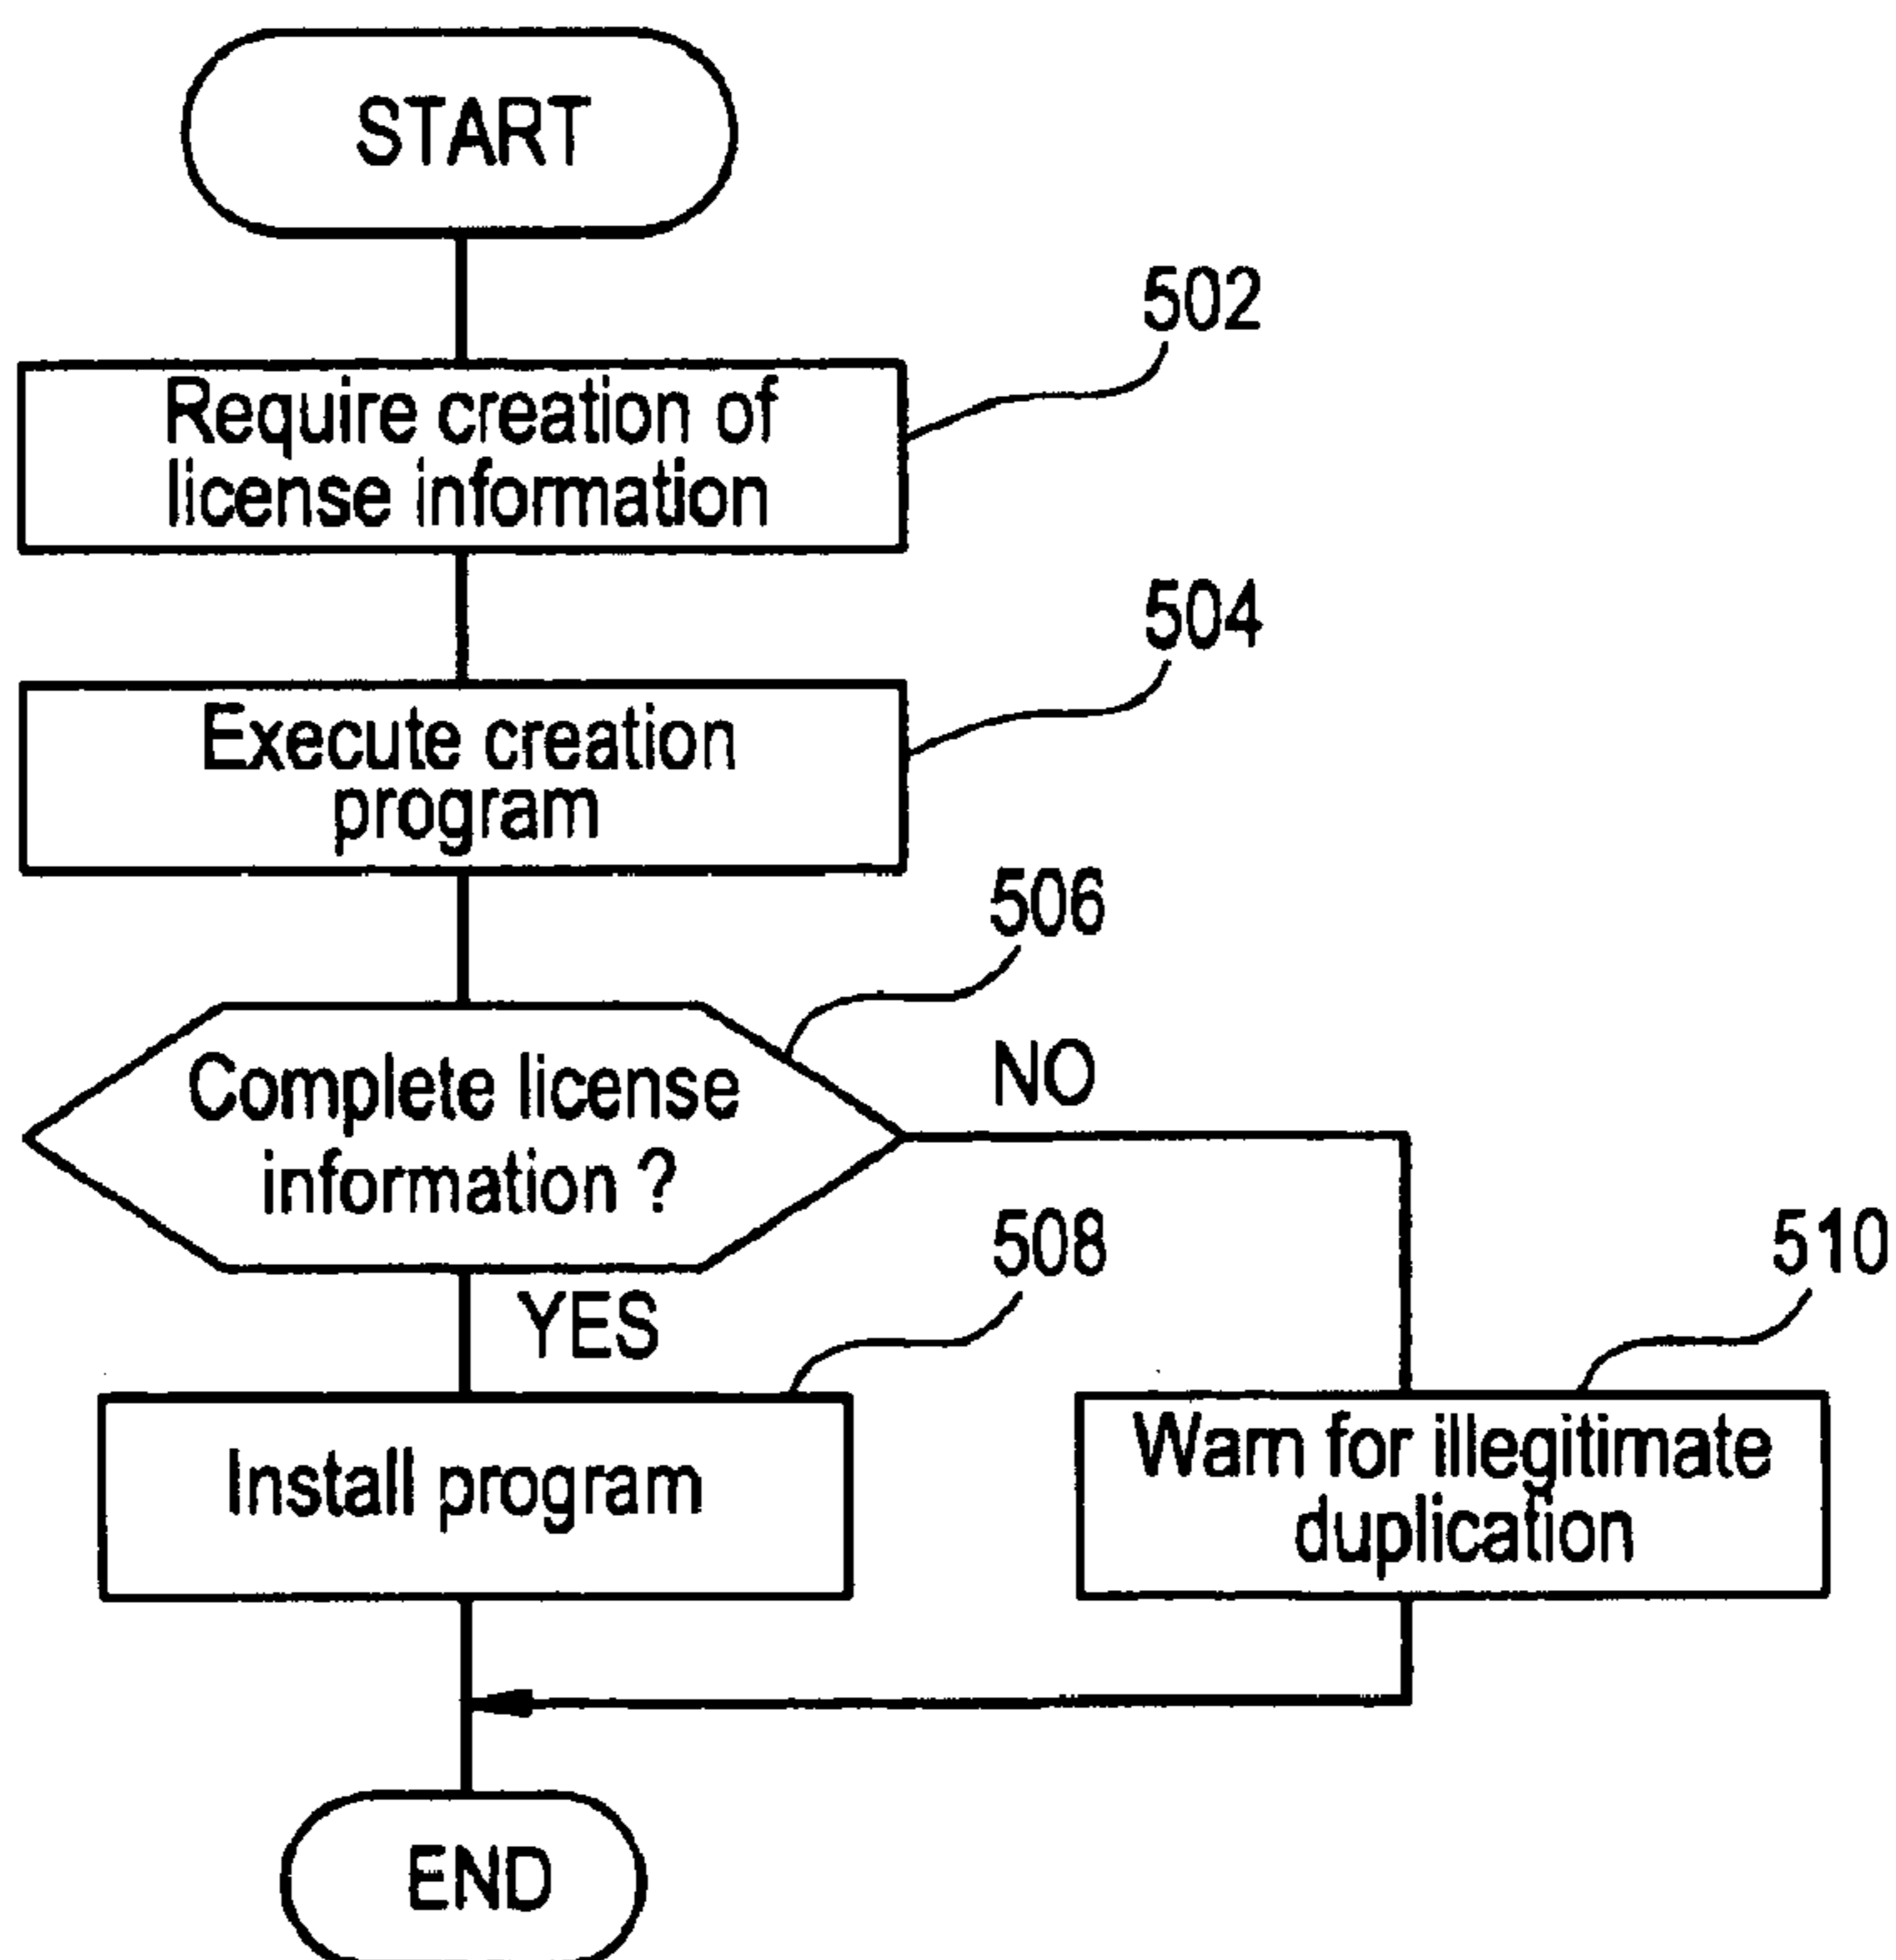 START
502
Require creation of
license information
504
Execute creation
program
506
Complete license
information ?
NO
YES
508
510
Install program
Warn for illegitimate
duplication
END